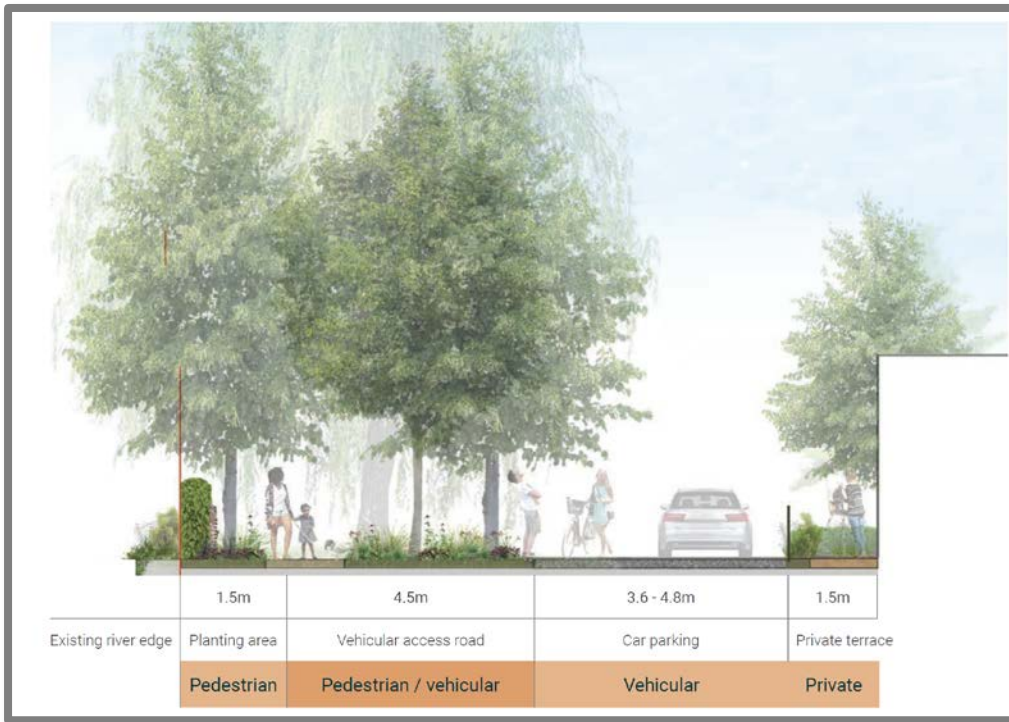 1.5m 4.5m 3.6 - 4.8m 1.5m
Existing river edge Planting area Vehicular access road Car parking Private terrace
Pedestrian Pedestrian / vehicular Vehicular Private